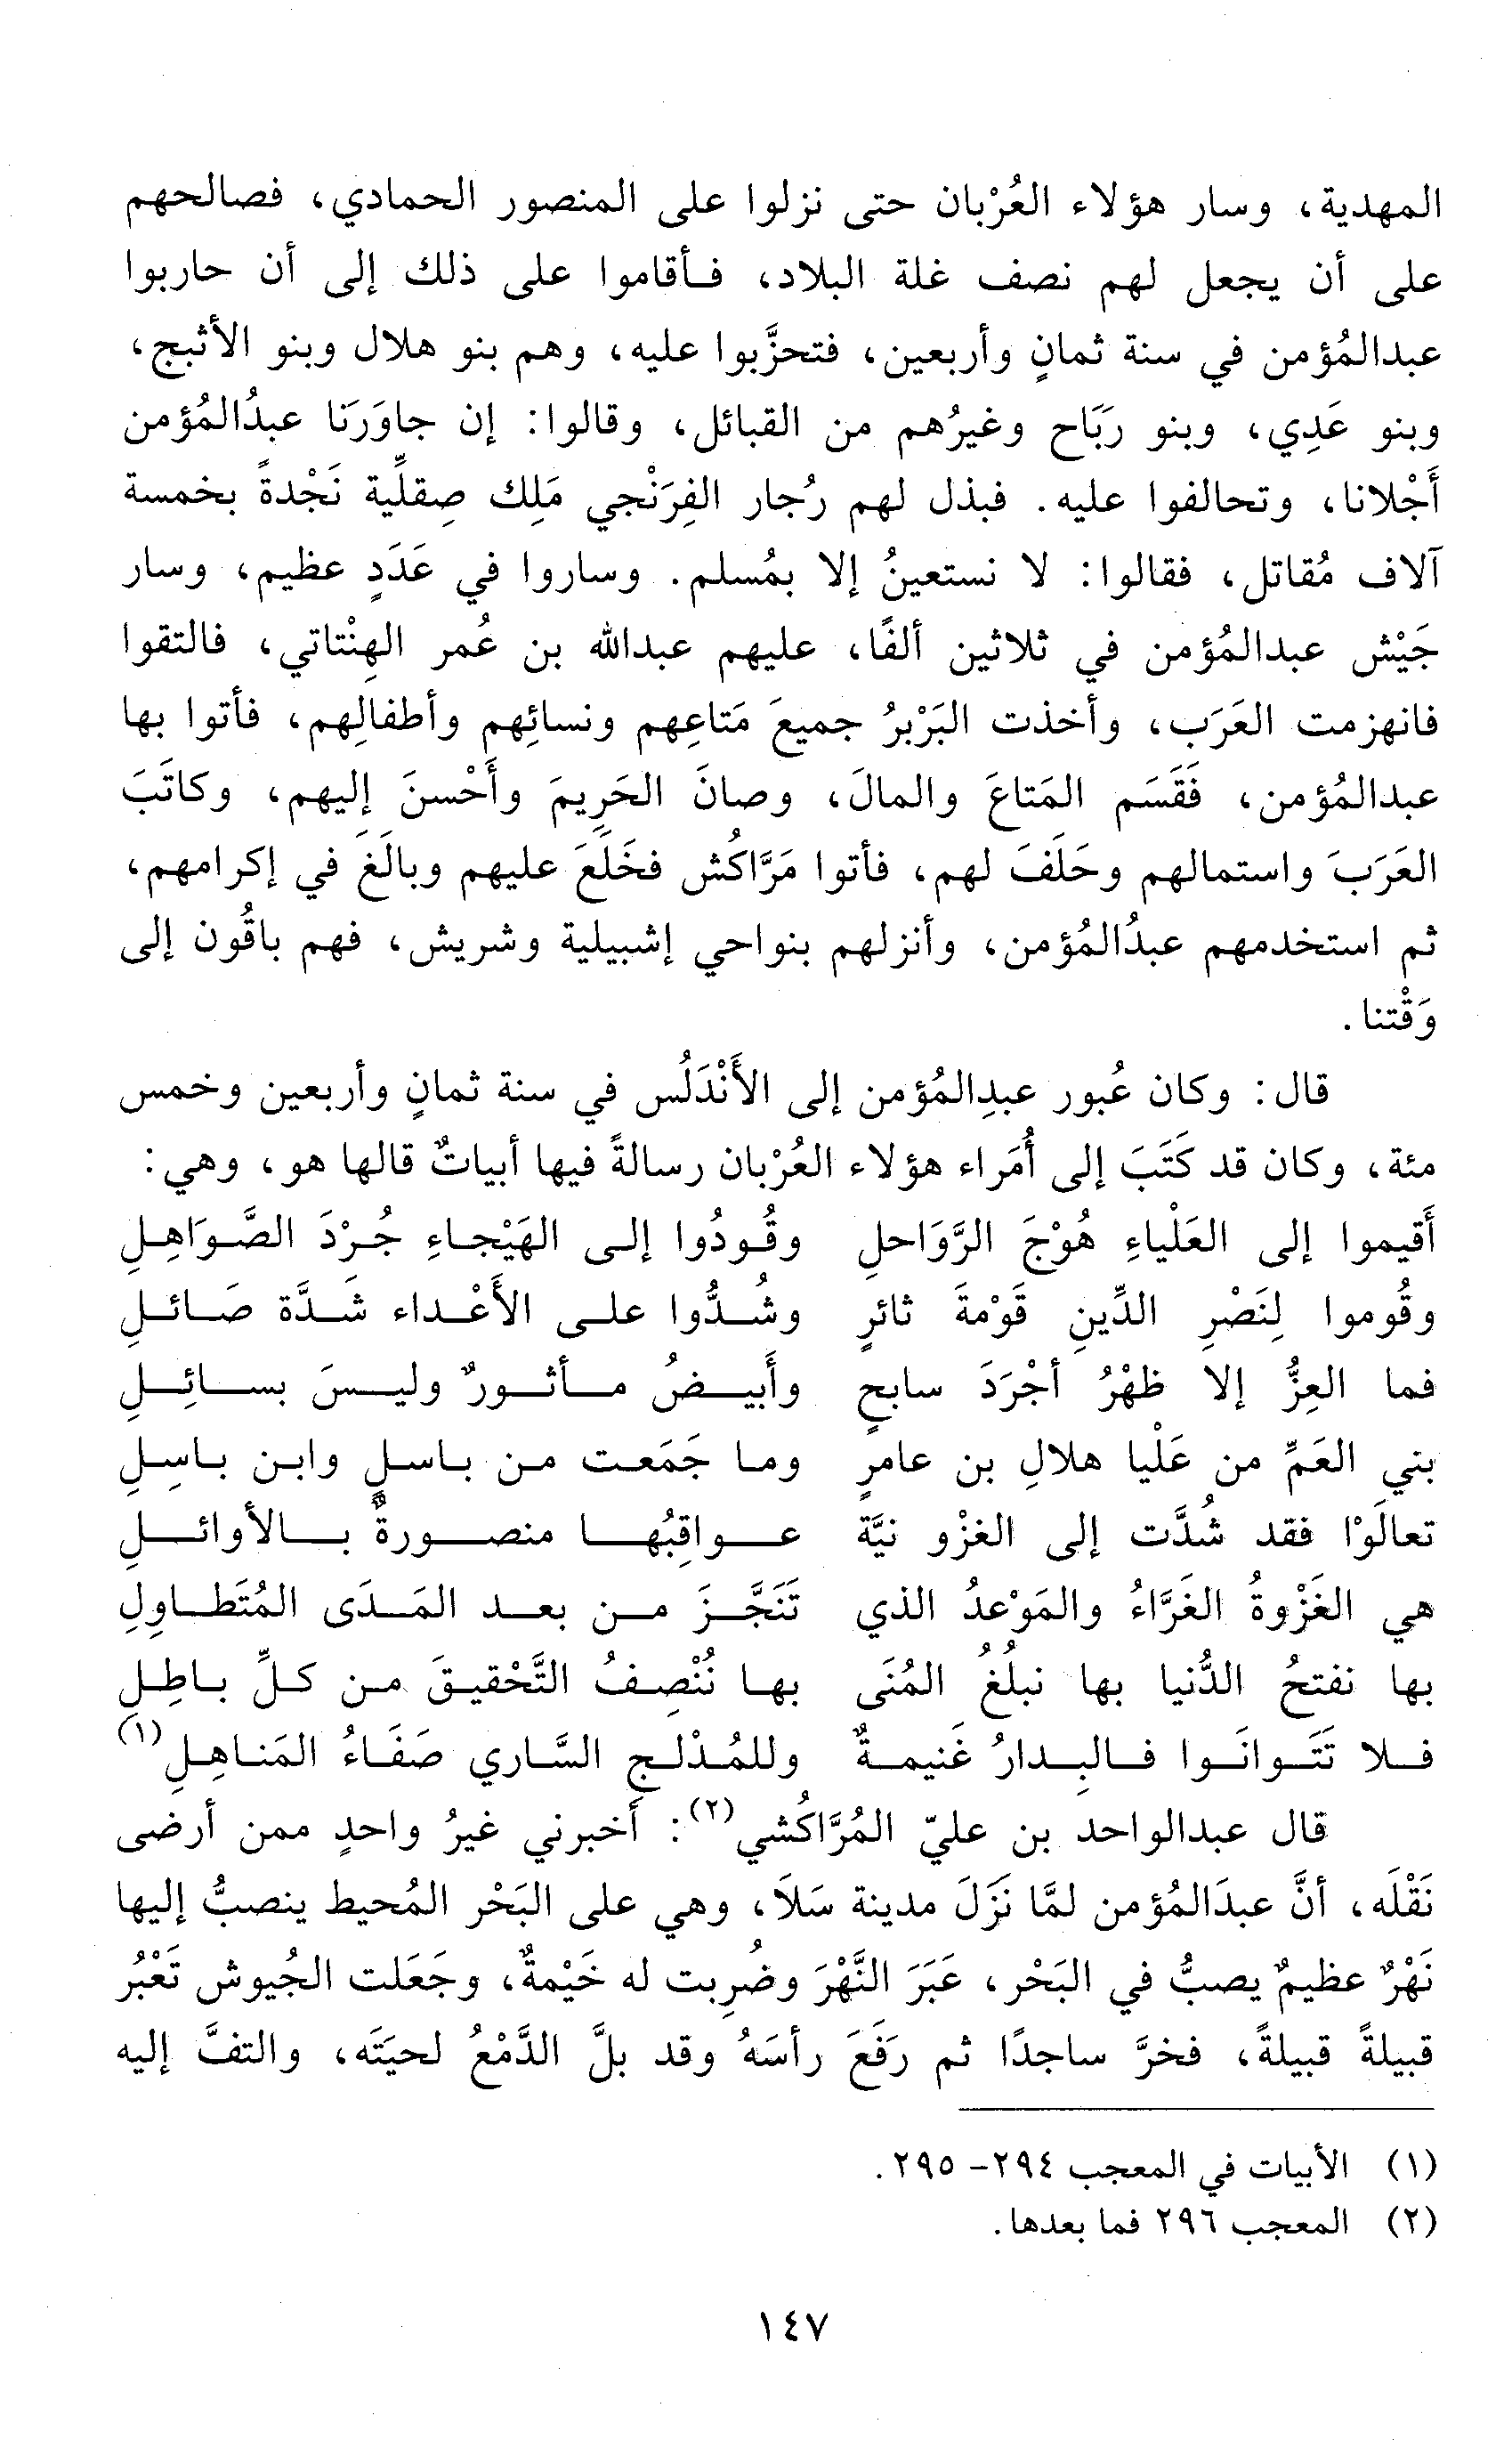 المهدية، وسار هؤلاء العُرْبان حتى نزلوا على المنصور الحمادي، فصالحهم
على أن يجعل لهم نصف غلة البلاد، فأقاموا على ذلك إلى أن حاربوا
عبدالمُؤمن في سنة ثمانٍ وأربعين، فتحزَّبوا عليه، وهم بنو هلال وبنو الأثبج،
وبنو عَدِي، وبنو رَبَاح وغيرُهم من القبائل، وقالوا: إن جاوَرَنا عبدُالمُؤمن
أَجْلانا، وتحالفوا عليه. فبذل لهم رُجار الفِرَنْجي مَلِك صِقلِّية نَجْدةً بخمسة
آلاف مُقاتل، فقالوا: لا نستعينُ إلا بمُسلم. وساروا في عَدَدٍ عظيم، وسار
جَيْش عبدالمُؤمن في ثلاثين ألفًا، عليهم عبدالله بن عُمر الهِنْتاتي، فالتقوا
فانهزمت العَرَب، وأخذت البَرْبرُ جميعَ مَتاعِهم ونسائِهم وأطفالِهم، فأتوا بها
عبدالمُؤمن، فَقَسَم المَتاعَ والمالَ، وصانَ الحَرِيمَ وأَحْسنَ إليهم، وكاتَبَ
العَرَبَ واستمالهم وحَلَفَ لهم، فأتوا مَرَّاكُش فخَلَعَ عليهم وبالَغَ في إكرامهم،
ثم استخدمهم عبدُالمُؤمن، وأنزلهم بنواحي إشبيلية وشريش، فهم باقُون إلى
وَقْتنا.
قال: وكان عُبور عبدِالمُؤمن إلى الأَنْدَلُس في سنة ثمانٍ وأربعين وخمس
مئة، وكان قد كَتَبَ إلى أُمَراء هؤلاء العُرْبان رسالةً فيها أبياتٌ قالها هو، وهي:
أَقيموا إلى العَلْياءِ هُوْجَ الرَّوَاحلِ وقُودُوا إلى الهَيْجاءِ جُرْدَ الصَّوَاهِلِ
وقُوموا لِنَصْرِ الدِّينِ قَوْمةَ ثائرٍ وشُدُّوا على الأَعْداء شَدَّة صَائلِ
فما العِزُّ إلا ظهْرُ أجْرَدَ سابحٍ وأَبيضُ مأثورٌ وليسَ بسائِلِ
بني العَمِّ من عَلْيا هلالِ بن عامرٍ وما جَمَعت من باسلٍ وابن باسِلِ
تعالَوْا فقد شُدَّت إلى الغزْو نيَّة عواقِبُها منصورةٌ بالأوائلِ
هي الغَزْوةُ الغَرَّاءُ والمَوْعدُ الذي تَنَجَّزَ من بعد المَدَى المُتَطاوِلِ
بها نفتحُ الدُّنيا بها نبلُغُ المُنَى بها نُنْصِفُ التَّحْقيقَ من كلِّ باطِلِ
فلا تَتَوانَوا فالبِدارُ غَنيمةٌ وللمُدْلجِ السَّاري صَفَاءُ المَناهِلِ(١)
قال عبدالواحد بن عليّ المُرَّاكُشي(٢): أخبرني غيرُ واحدٍ ممن أرضى
نَقْلَه، أنَّ عبدَالمُؤمن لمَّا نَزَلَ مدينة سَلَا، وهي على البَحْر المُحيط ينصبُّ إليها
نَهْرٌ عظيمٌ يصبُّ في البَحْر، عَبَرَ النَّهْرَ وضُرِبت له خَيْمةٌ، وجَعَلت الجُيوش تَعْبُر
قبيلةً قبيلةً، فخرَّ ساجدًا ثم رَفَعَ رأسَهُ وقد بلَّ الدَّمْعُ لحيَتَه، والتفَّ إليه
(١) الأبيات في المعجب ٢٩٤- ٢٩٥.
(٢) المعجب ٢٩٦ فما بعدها.
١٤٧